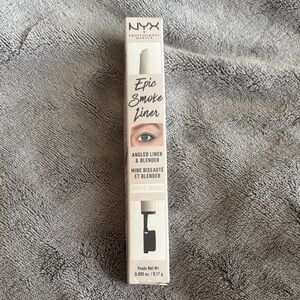 NYX
PROFESSIONAL
MAKEUP
Epic
Smoke
Liner
ANGLED LINER
& BLENDER
MINE BISEAUTÉ
ET BLENDER
WHITE SMOKE
Poids Net Wt.
0.005 oz. / 0.17 g